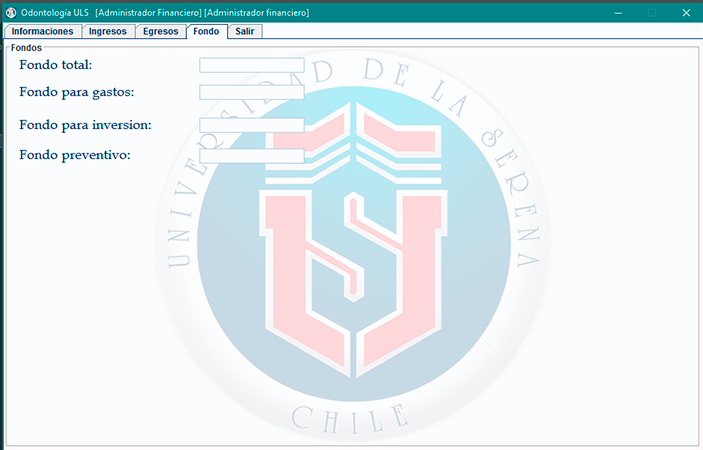 Odontología ULS [Administrador Financiero] [Administrador financiero]
Informaciones Ingresos Egresos Fondo Salir
Fondos
Fondo total:
Fondo para gastos:
Fondo para inversion:
Fondo preventivo:
UNIVERSIDAD DE LA SERENA
CHILE